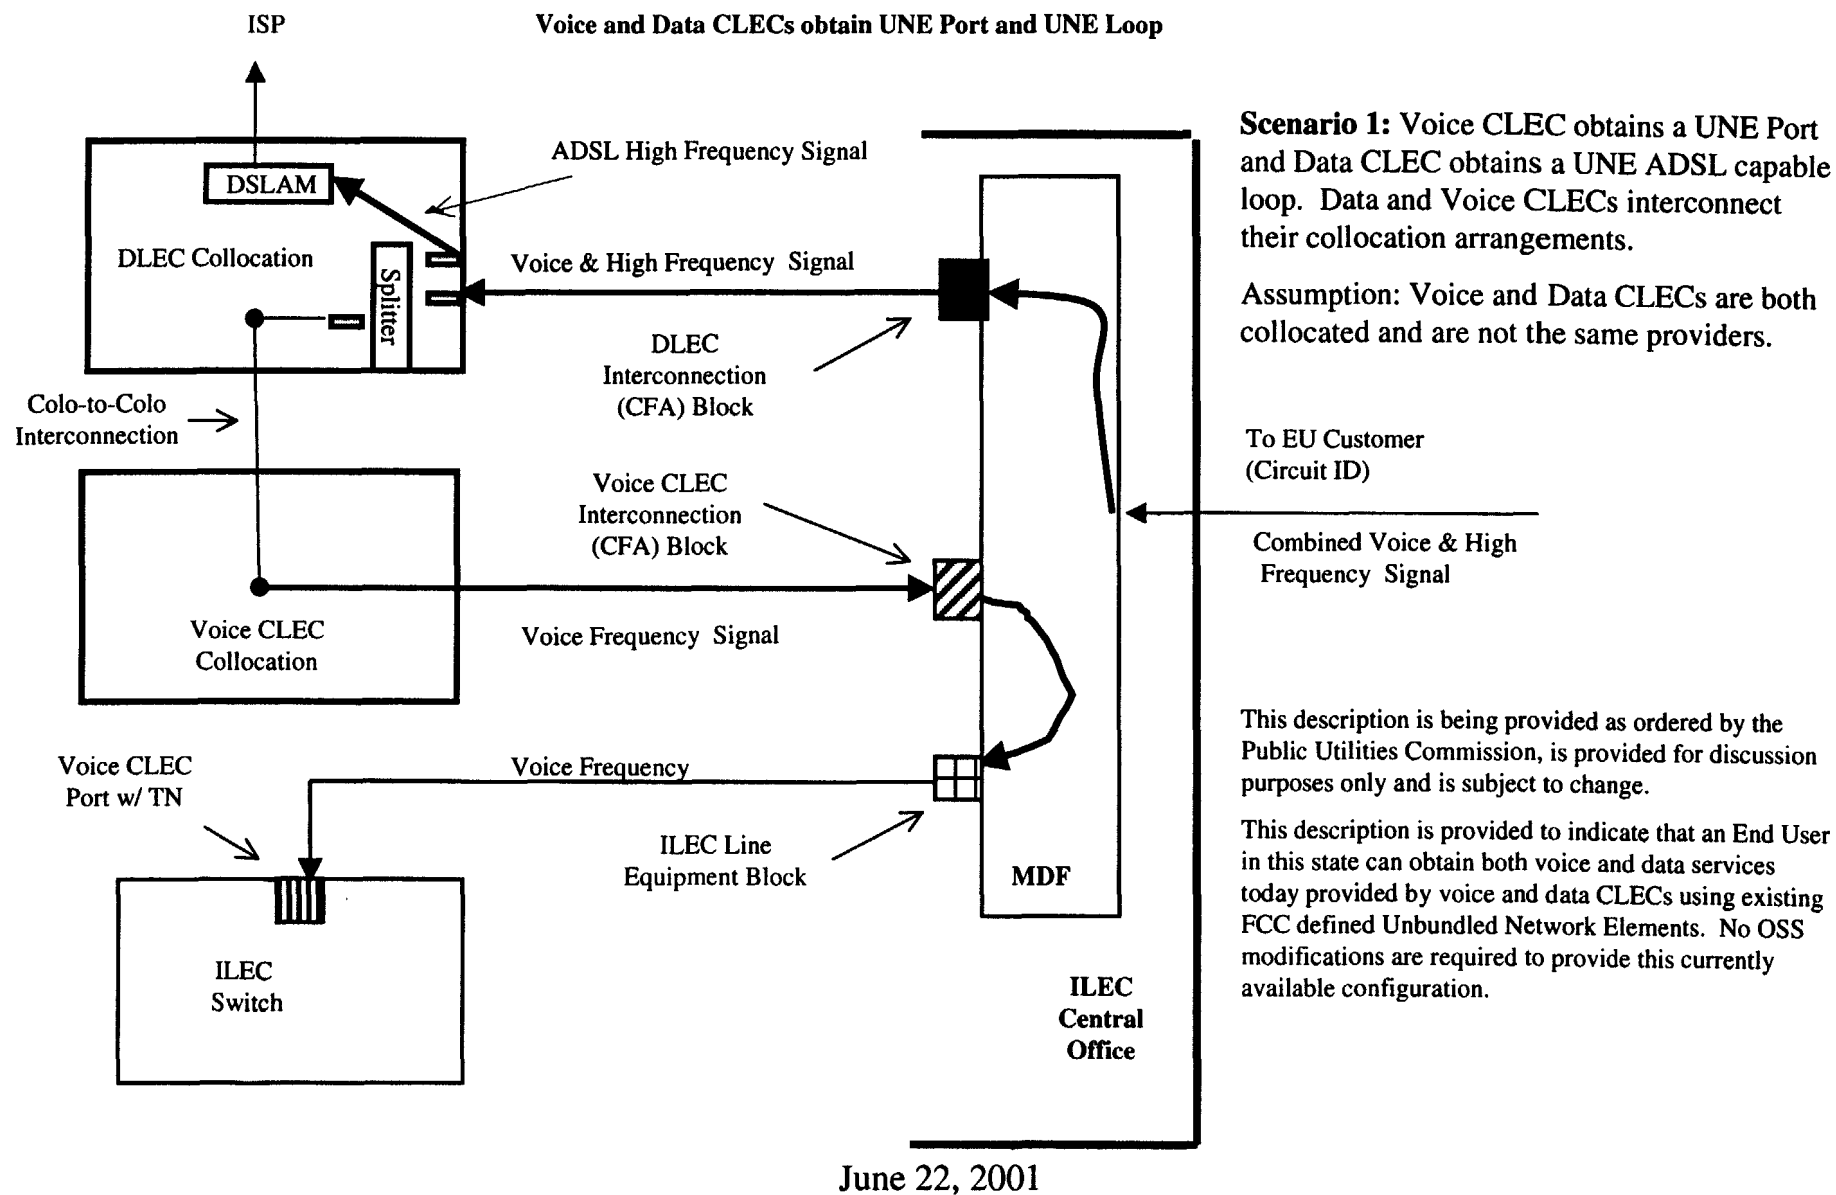 ISP
Voice and Data CLECs obtain UNE Port and UNE Loop
ADSL High Frequency Signal
DSLAM
DLEC Collocation
Splitter
Voice & High Frequency Signal
DLEC
Interconnection
(CFA) Block
Colo-to-Colo
Interconnection
Voice CLEC
Interconnection
(CFA) Block
Voice CLEC
Collocation
Voice Frequency Signal
Voice CLEC
Port w/ TN
Voice Frequency
ILEC Line
Equipment Block
MDF
ILEC
Switch
ILEC
Central
Office
Scenario 1: Voice CLEC obtains a UNE Port
and Data CLEC obtains a UNE ADSL capable
loop. Data and Voice CLECs interconnect
their collocation arrangements.
Assumption: Voice and Data CLECs are both
collocated and are not the same providers.
To EU Customer
(Circuit ID)
Combined Voice & High
Frequency Signal
This description is being provided as ordered by the
Public Utilities Commission, is provided for discussion
purposes only and is subject to change.
This description is provided to indicate that an End User
in this state can obtain both voice and data services
today provided by voice and data CLECs using existing
FCC defined Unbundled Network Elements. No OSS
modifications are required to provide this currently
available configuration.
June 22, 2001